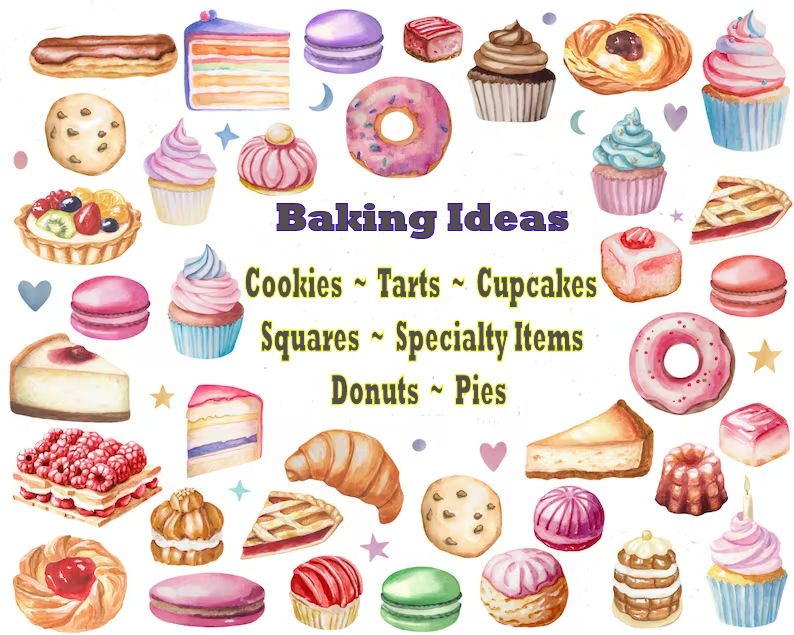 Baking Ideas
Cookies ~ Tarts ~ Cupcakes
Squares ~ Specialty Items
Donuts ~ Pies